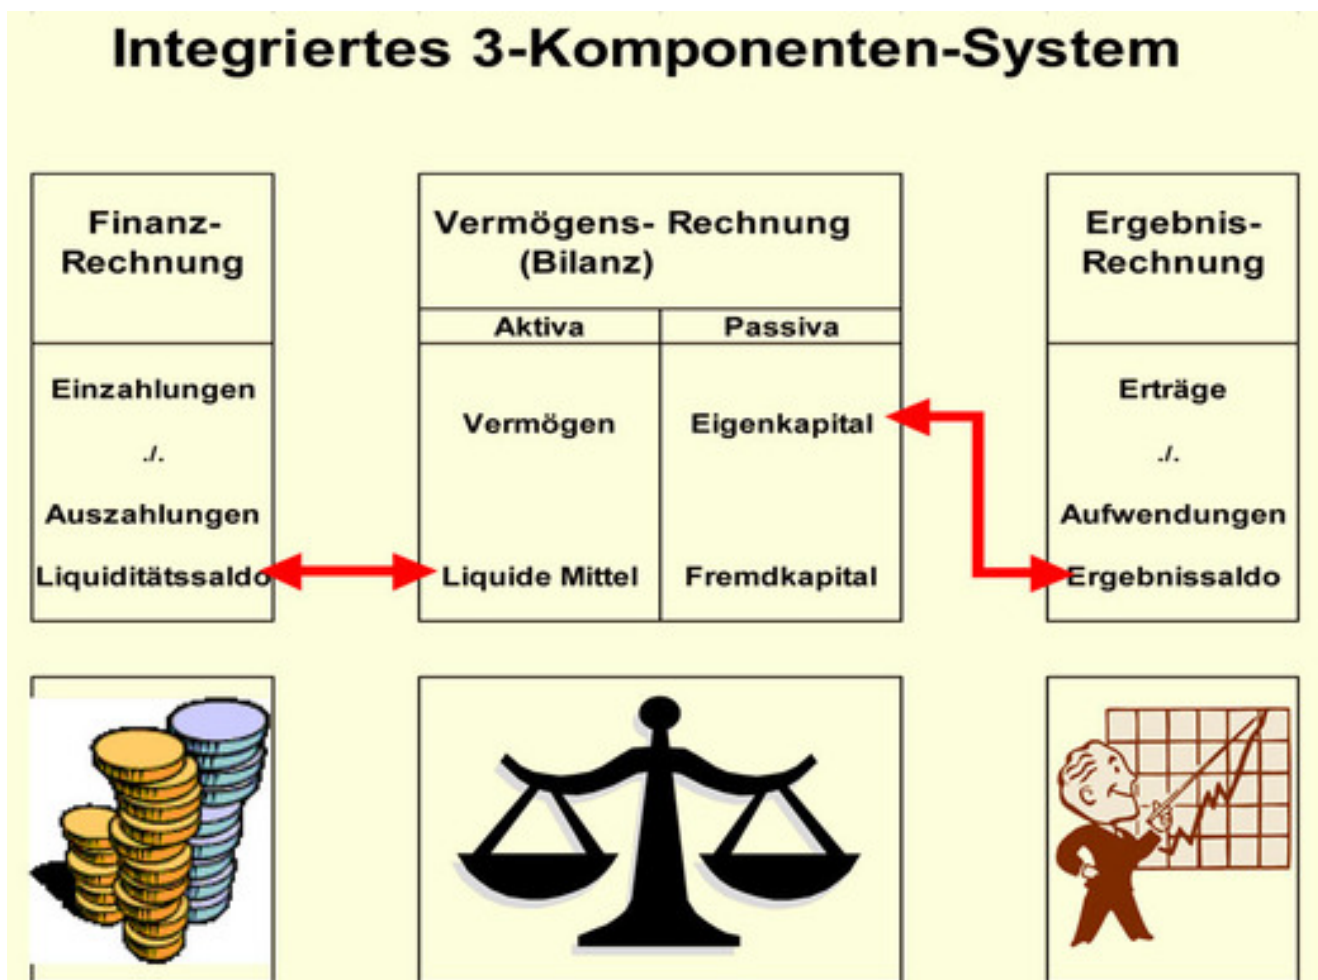 Integriertes 3-Komponenten-System
Finanz-
Rechnung
Einzahlungen
./.
Auszahlungen
Liquiditätssaldo
Vermögens- Rechnung
(Bilanz)
Aktiva
Passiva
Vermögen
Eigenkapital
Liquide Mittel
Fremdkapital
Ergebnis-
Rechnung
Erträge
./.
Aufwendungen
Ergebnissaldo